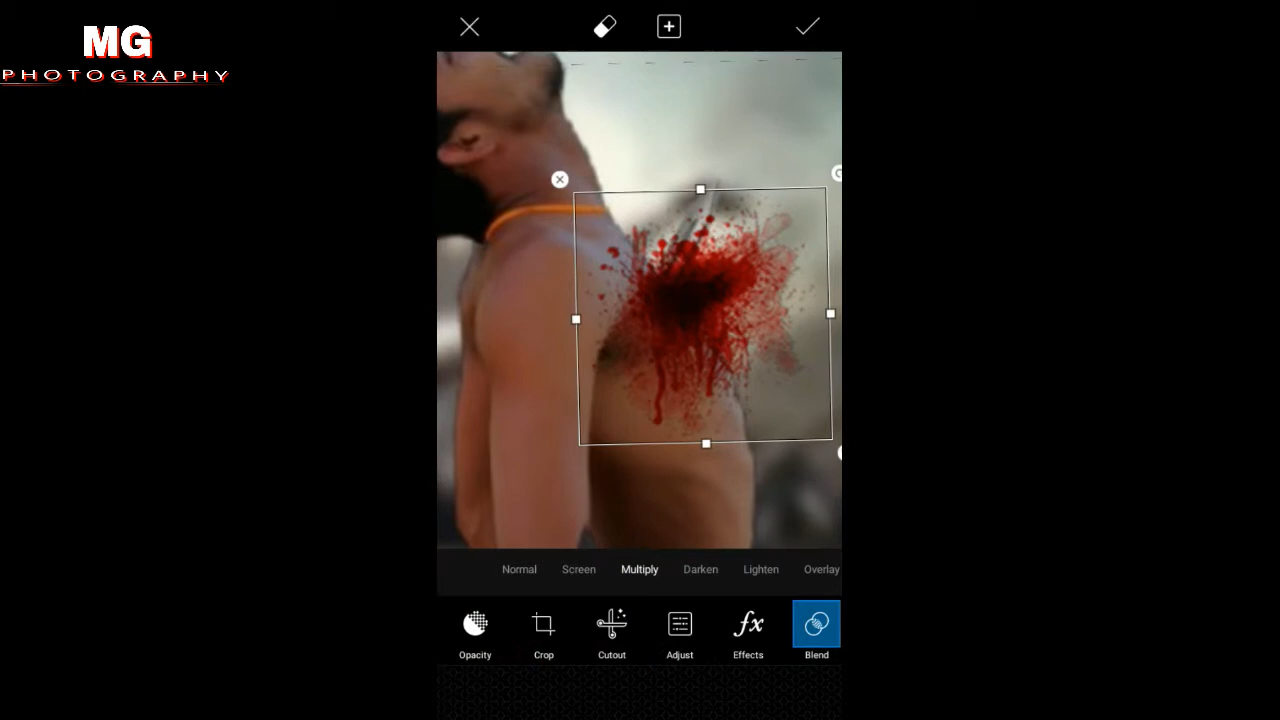 MG
PHOTOGRAPHY
Normal Screen Multiply Darken Lighten Overlay
Opacity Crop Cutout Adjust Effects Blend